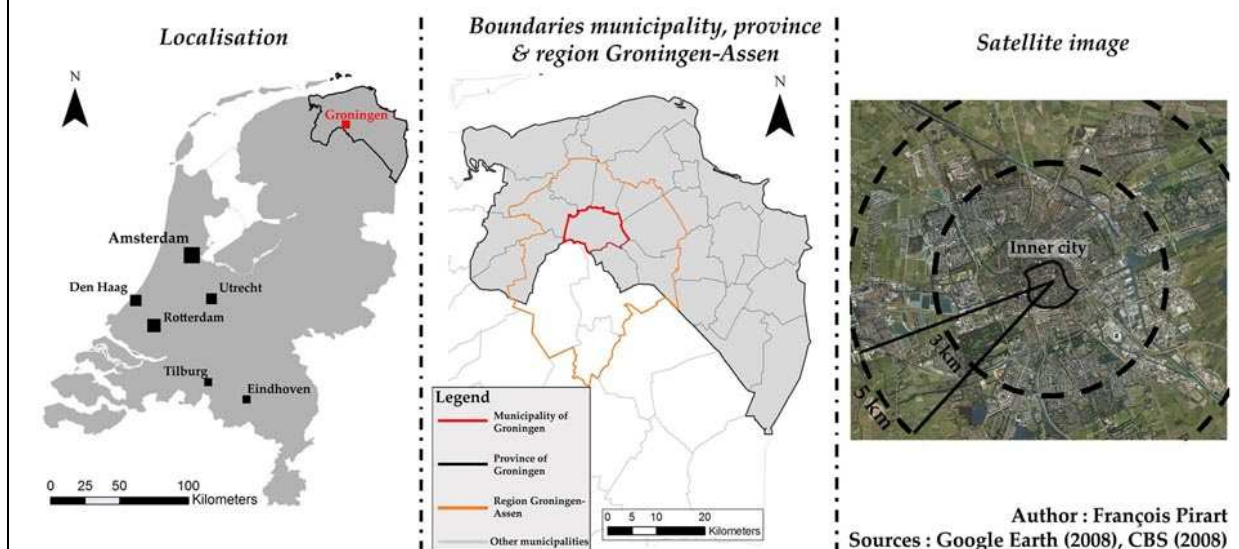 Localisation
N
Groningen
Amsterdam
Den Haag
Utrecht
Rotterdam
Tilburg
Eindhoven
0 25 50 100
Kilometers
Boundaries municipality, province
& region Groningen-Assen
N
Legend
Municipality of
Groningen
Province of
Groningen
Region Groningen-
Assen
Other municipalities
0 5 10 20
Kilometers
Satellite image
Inner city
3 km
5 km
Author : François Pirart
Sources : Google Earth (2008), CBS (2008)